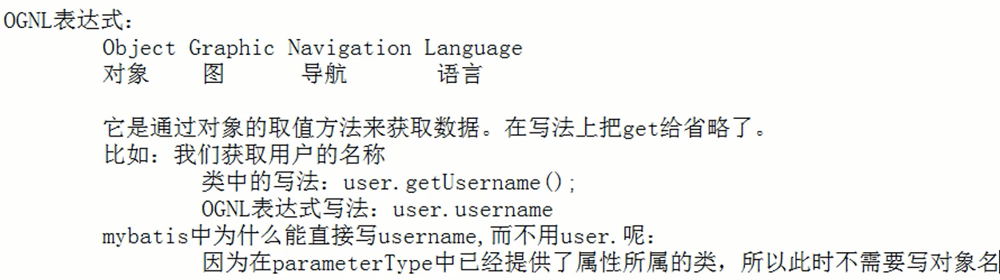 OGNL表达式：
Object Graphic Navigation Language
对象 图 导航 语言
它是通过对象的取值方法来获取数据。在写法上把get给省略了。
比如：我们获取用户的名称
类中的写法：user.getUsername();
OGNL表达式写法：user.username
mybatis中为什么能直接写username,而不用user.呢：
因为在parameterType中已经提供了属性所属的类，所以此时不需要写对象名